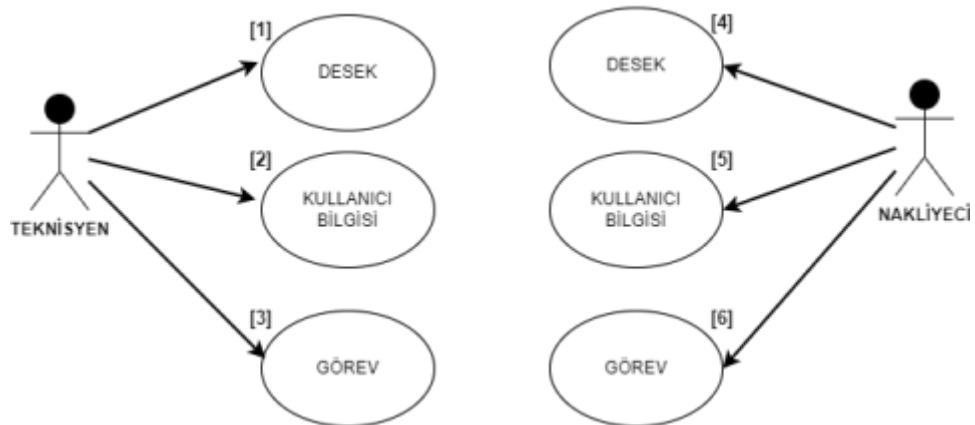 [1]
DESEK
[4]
DESEK
[2]
KULLANICI
BİLGİSİ
[5]
KULLANICI
BİLGİSİ
TEKNİSYEN
NAKLİYECİ
[3]
GÖREV
[6]
GÖREV